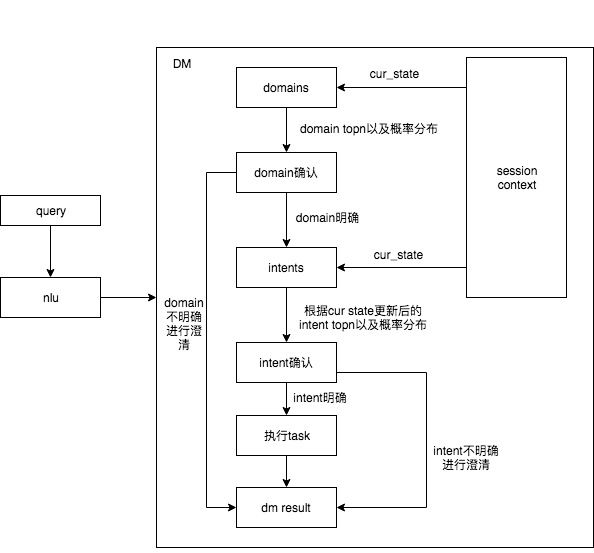 DM
cur_state
domains
domain topn以及概率分布
session
context
domain确认
query
domain明确
cur_state
intents
nlu
domain
不明确
进行澄
清
根据cur state更新后的
intent topn以及概率分布
intent确认
intent明确
执行task
intent不明确
进行澄清
dm result